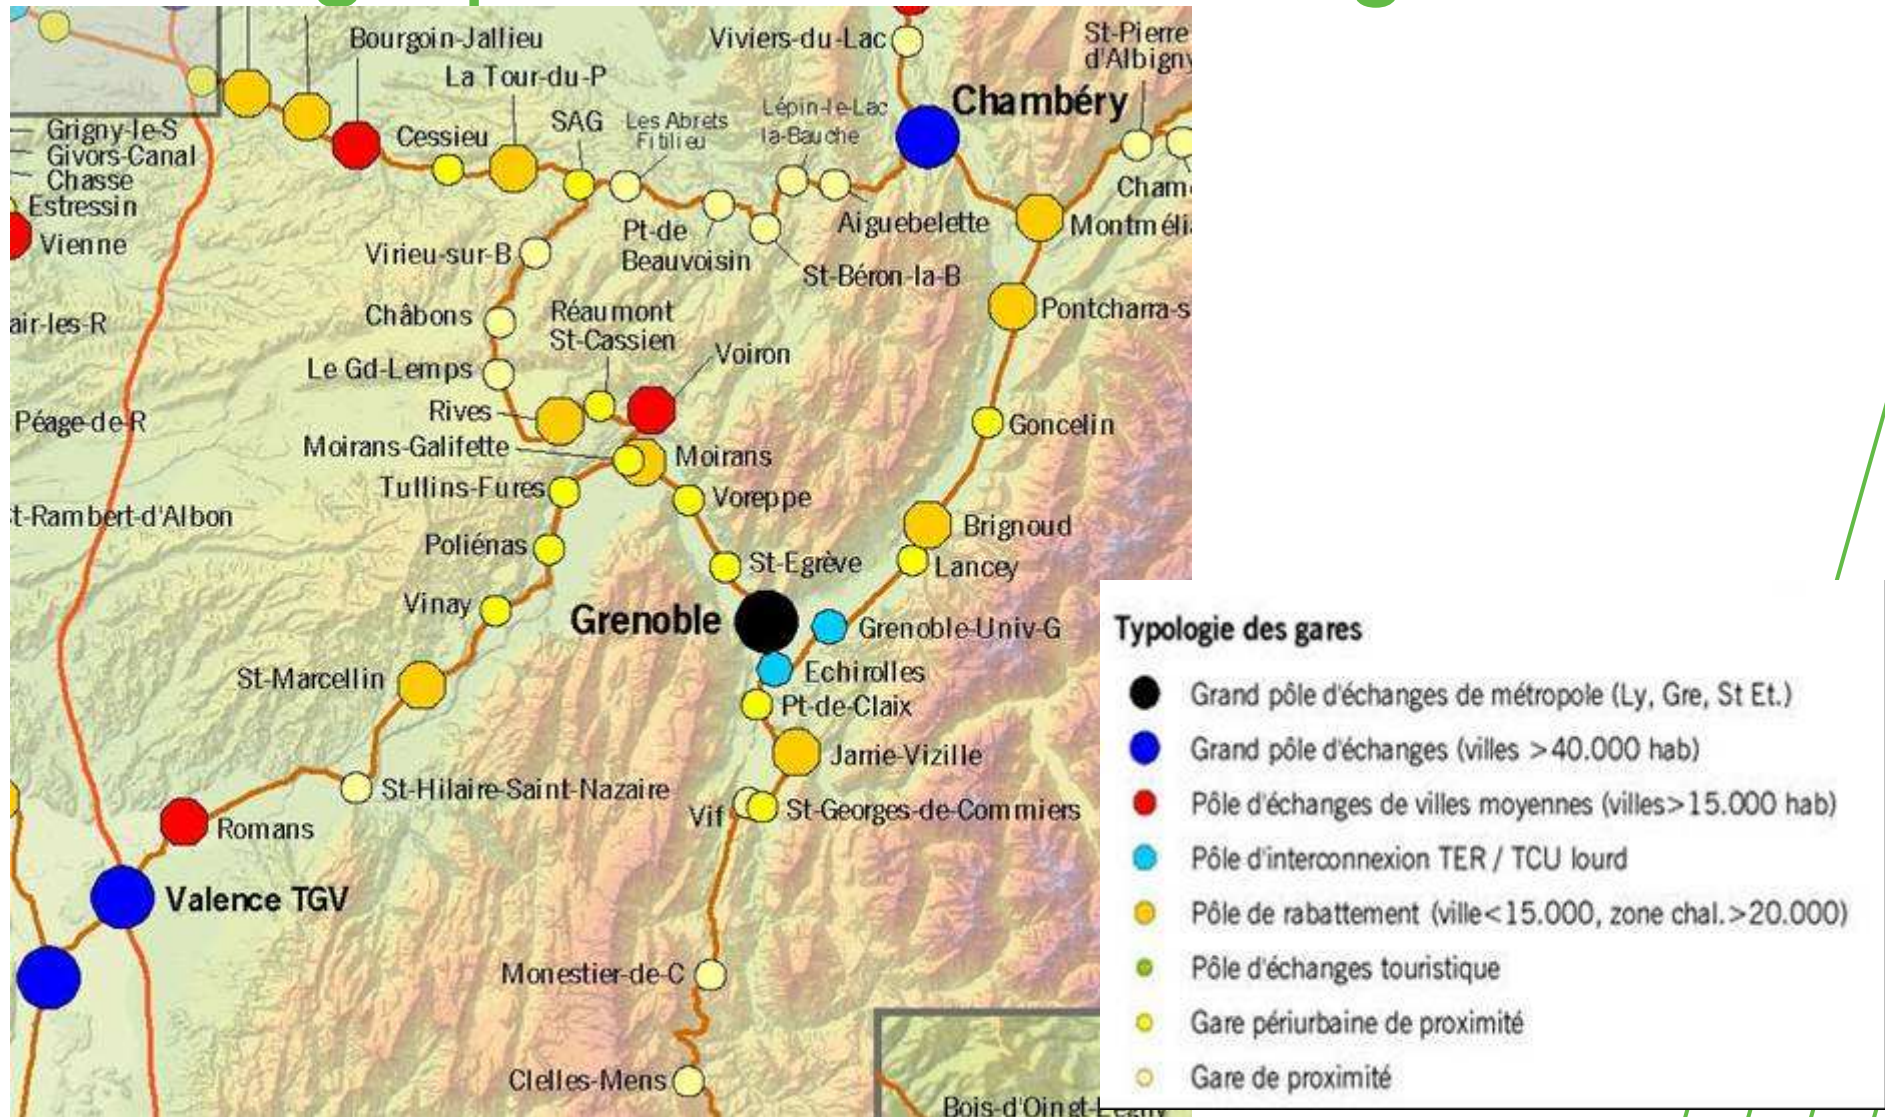 Bourgoin-Jallieu
Viviers-du-Lac
St-Pierre
d'Albigny
La Tour-du-P
Chambéry
Grigny-le-S
Givors-Canal
Chasse
Estressin
Vienne
Cessieu
SAG
Les Abrets
Fitilieu
Lépin-le-Lac
la-Bauche
Cham
Aiguebelette
Montméli
Virieu-sur-B
Pt-de
Beauvoisin
St-Béron-la-B
air-les-R
Châbons
Réaumont
St-Cassien
Pontcharra-s
Le Gd-Lemps
Voiron
Péage-de-R
Rives
Goncelin
Moirans-Galifette
Moirans
Tullins-Fures
Voreppe
t-Rambert-d'Albon
Brignoud
Poliénas
St-Egrève
Lancey
Vinay
Grenoble
Grenoble-Univ-G
St-Marcellin
Echirolles
Pt-de-Claix
Jarrie-Vizille
St-Hilaire-Saint-Nazaire
Vif
St-Georges-de-Commiers
Romans
Valence TGV
Monestier-de-C
Clelles-Mens
Typologie des gares
Grand pôle d'échanges de métropole (Ly, Gre, St Et.)
Grand pôle d'échanges (villes >40.000 hab)
Pôle d'échanges de villes moyennes (villes>15.000 hab)
Pôle d'interconnexion TER / TCU lourd
Pôle de rabattement (ville<15.000, zone chal.>20.000)
Pôle d'échanges touristique
Gare périurbaine de proximité
Gare de proximité